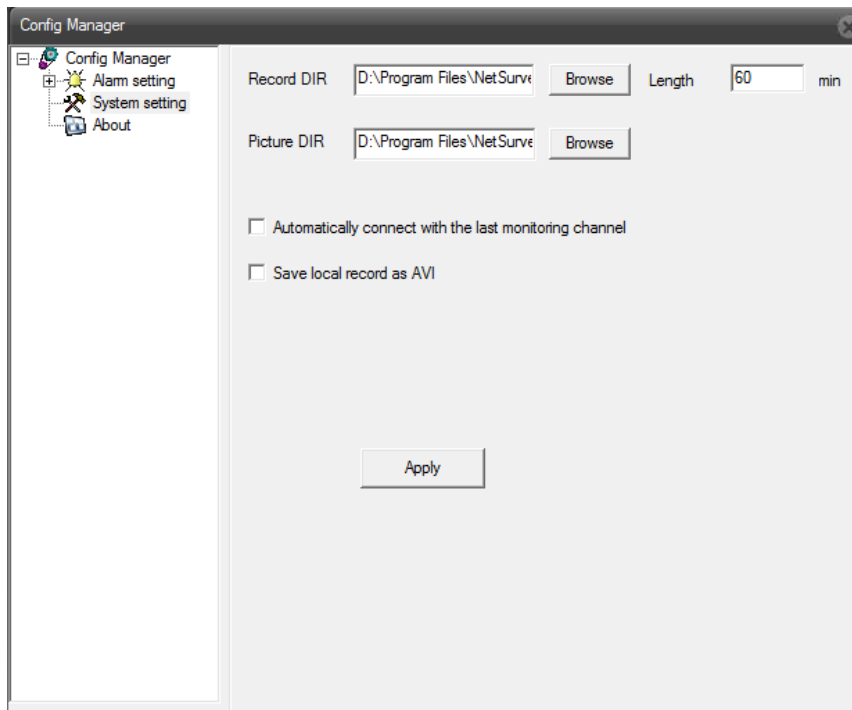 Config Manager
Config Manager
Alarm setting
System setting
About
Record DIR D:\Program Files\NetSurve Browse Length 60 min
Picture DIR D:\Program Files\NetSurve Browse
Automatically connect with the last monitoring channel
Save local record as AVI
Apply